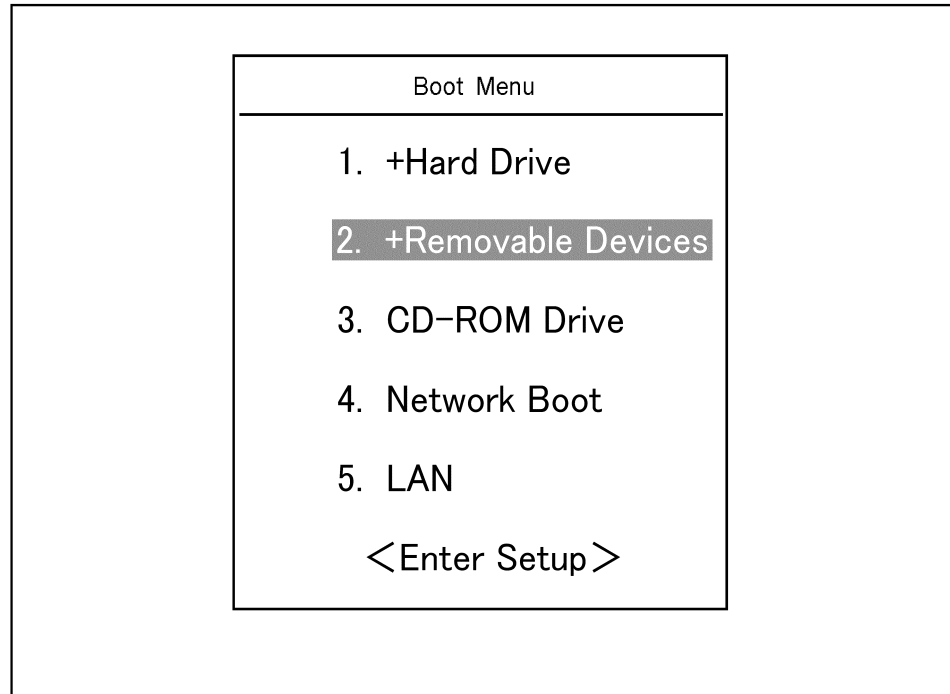 Boot Menu
1. +Hard Drive
2. +Removable Devices
3. CD-ROM Drive
4. Network Boot
5. LAN
<Enter Setup>